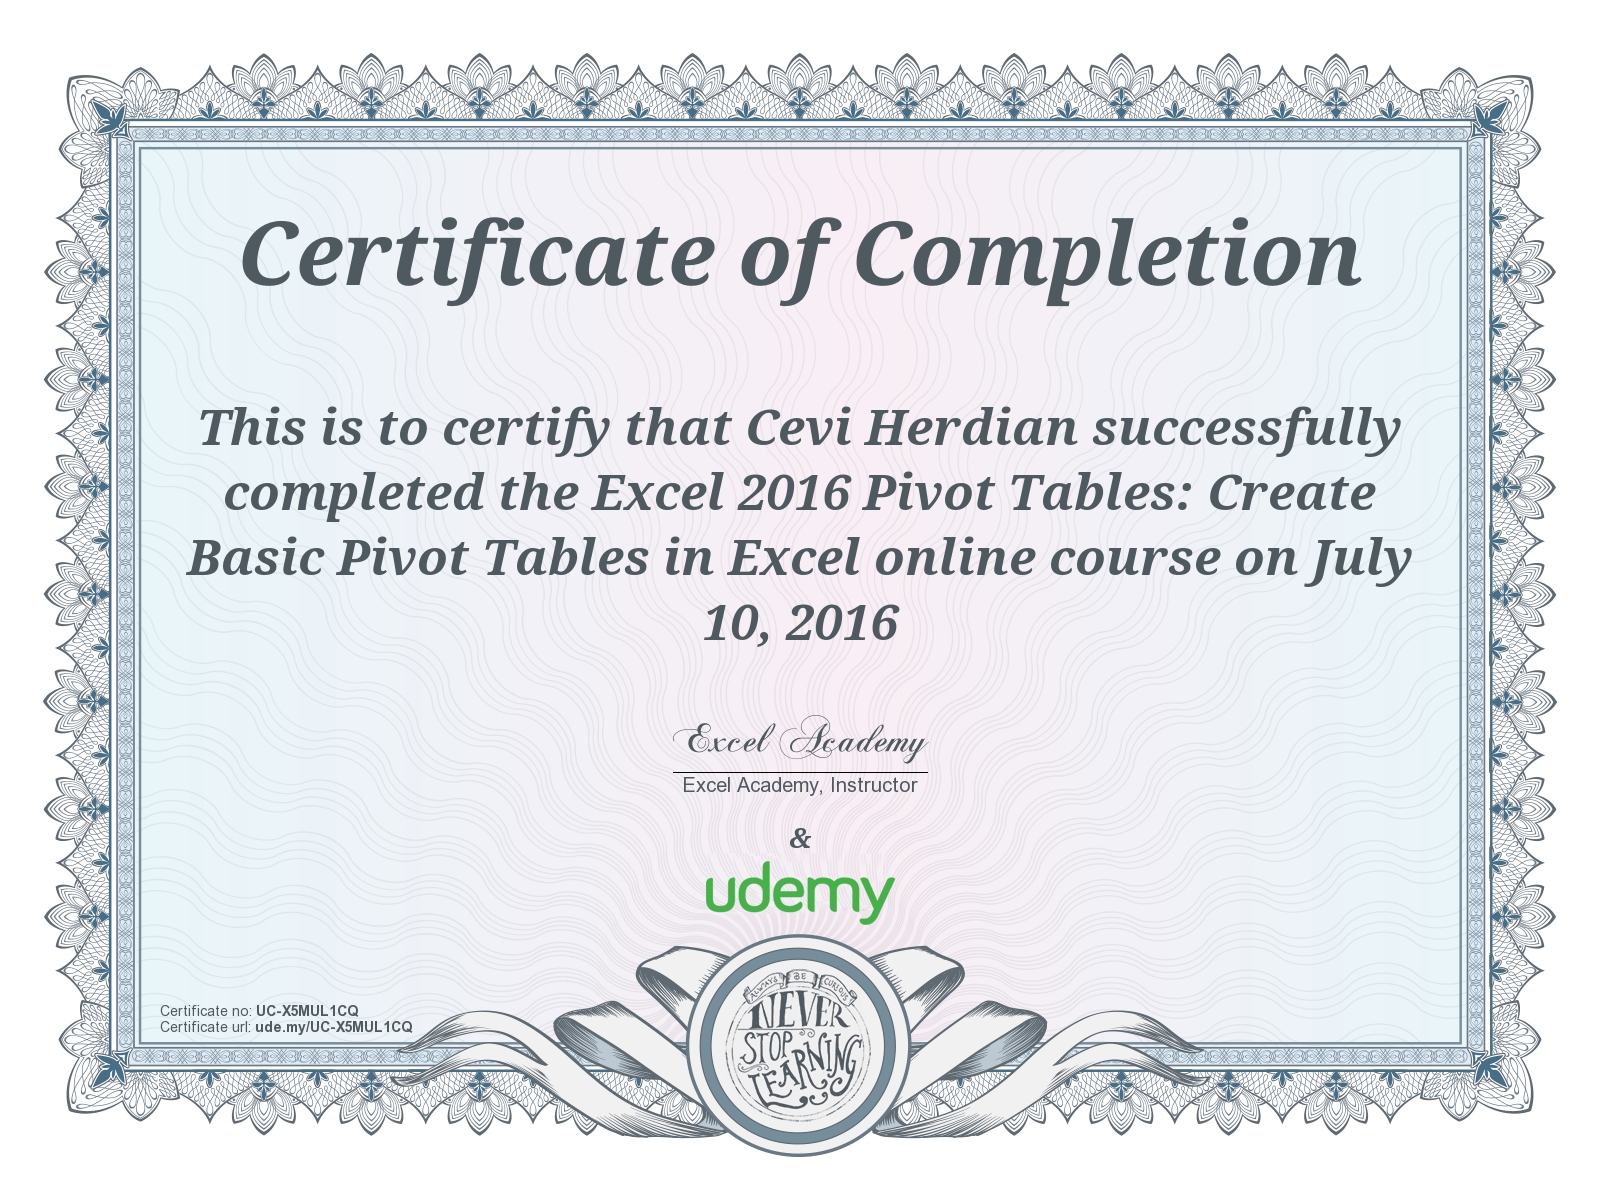 Certificate of Completion
This is to certify that Cevi Herdian successfully
completed the Excel 2016 Pivot Tables: Create
Basic Pivot Tables in Excel online course on July
10, 2016
Excel Academy
Excel Academy, Instructor
&
udemy
Certificate no: UC-X5MUL1CQ
Certificate url: ude.my/UC-X5MUL1CQ
ALWAYS BE CURIOUS
NEVER
STOP
LEARNING